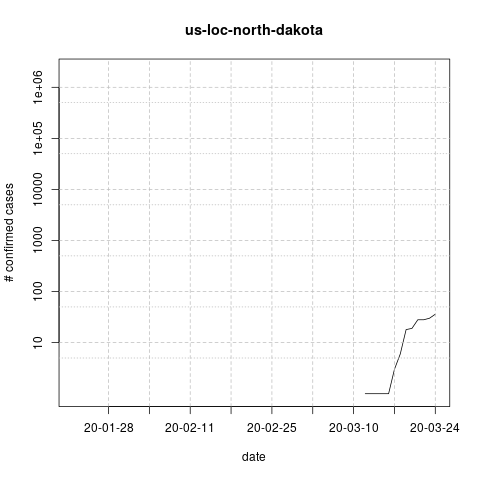 us-loc-north-dakota
# confirmed cases
1e+06
1e+05
10000
1000
100
10
20-01-28
20-02-11
20-02-25
20-03-10
20-03-24
date